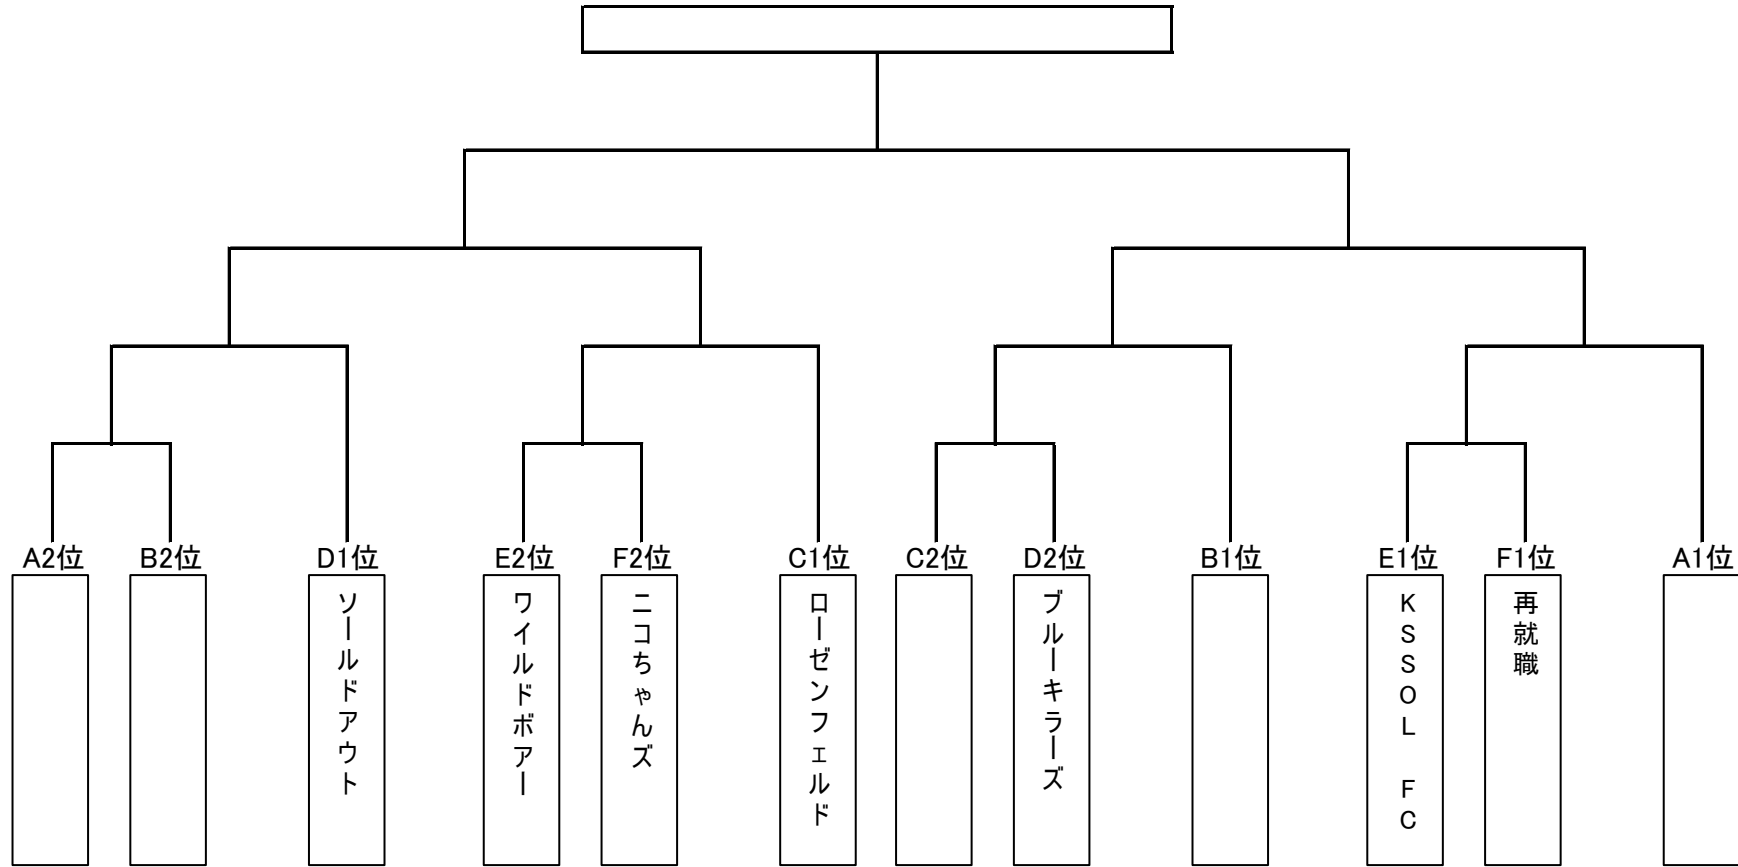 A2位
B2位
D1位
E2位
F2位
C1位
C2位
D2位
B1位
E1位
F1位
A1位
ソールドアウト
ワイルドボアー
ニコちゃんズ
ローゼンフェルド
ブルーキラーズ
KSSOL FC
再就職